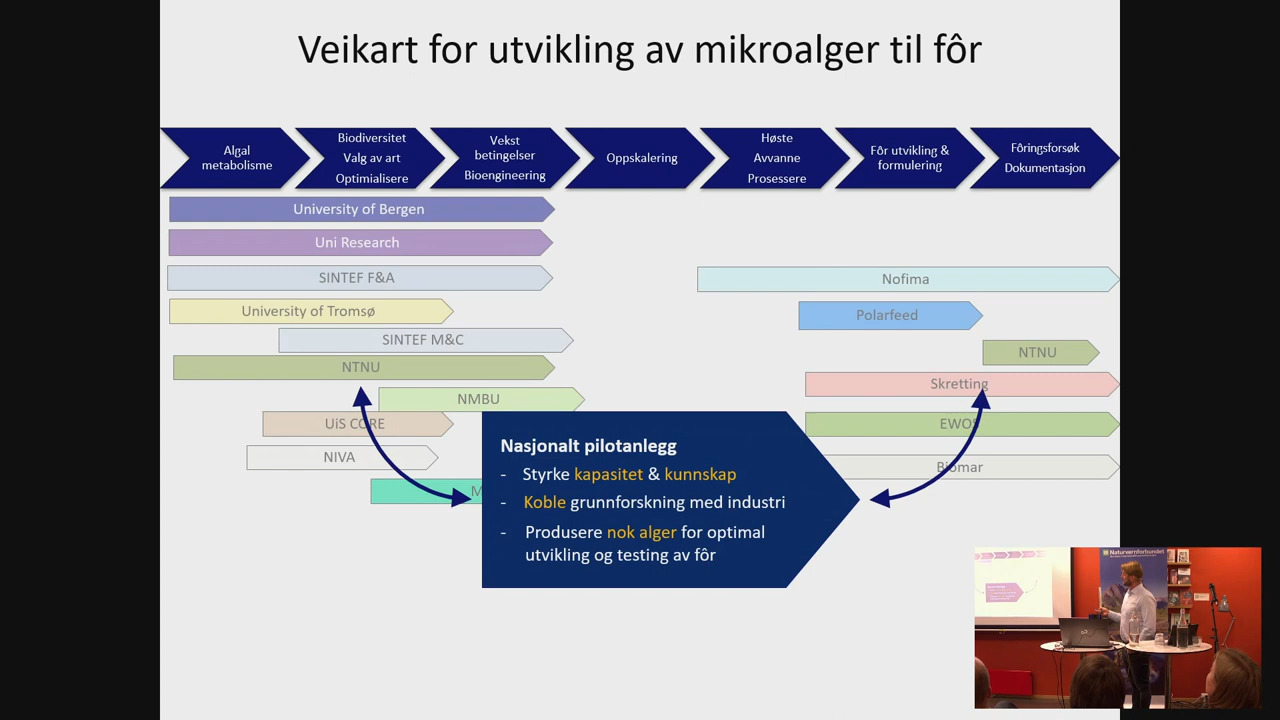 Veikart for utvikling av mikroalger til fôr
Algal
metabolisme
Biodiversitet
Valg av art
Optimialisere
Vekst
betingelser
Bioengineering
Oppskalering
Høste
Avvanne
Prosessere
Fôr utvikling &
formulering
Fôringsforsøk
Dokumentasjon
University of Bergen
Uni Research
SINTEF F&A
Nofima
University of Tromsø
Polarfeed
SINTEF M&C
NTNU
NTNU
Skretting
NMBU
UiS CORE
EWOS
NIVA
Biomar
M
Nasjonalt pilotanlegg
- Styrke kapasitet & kunnskap
- Koble grunnforskning med industri
- Produsere nok alger for optimal
utvikling og testing av fôr
Naturvernforbundet